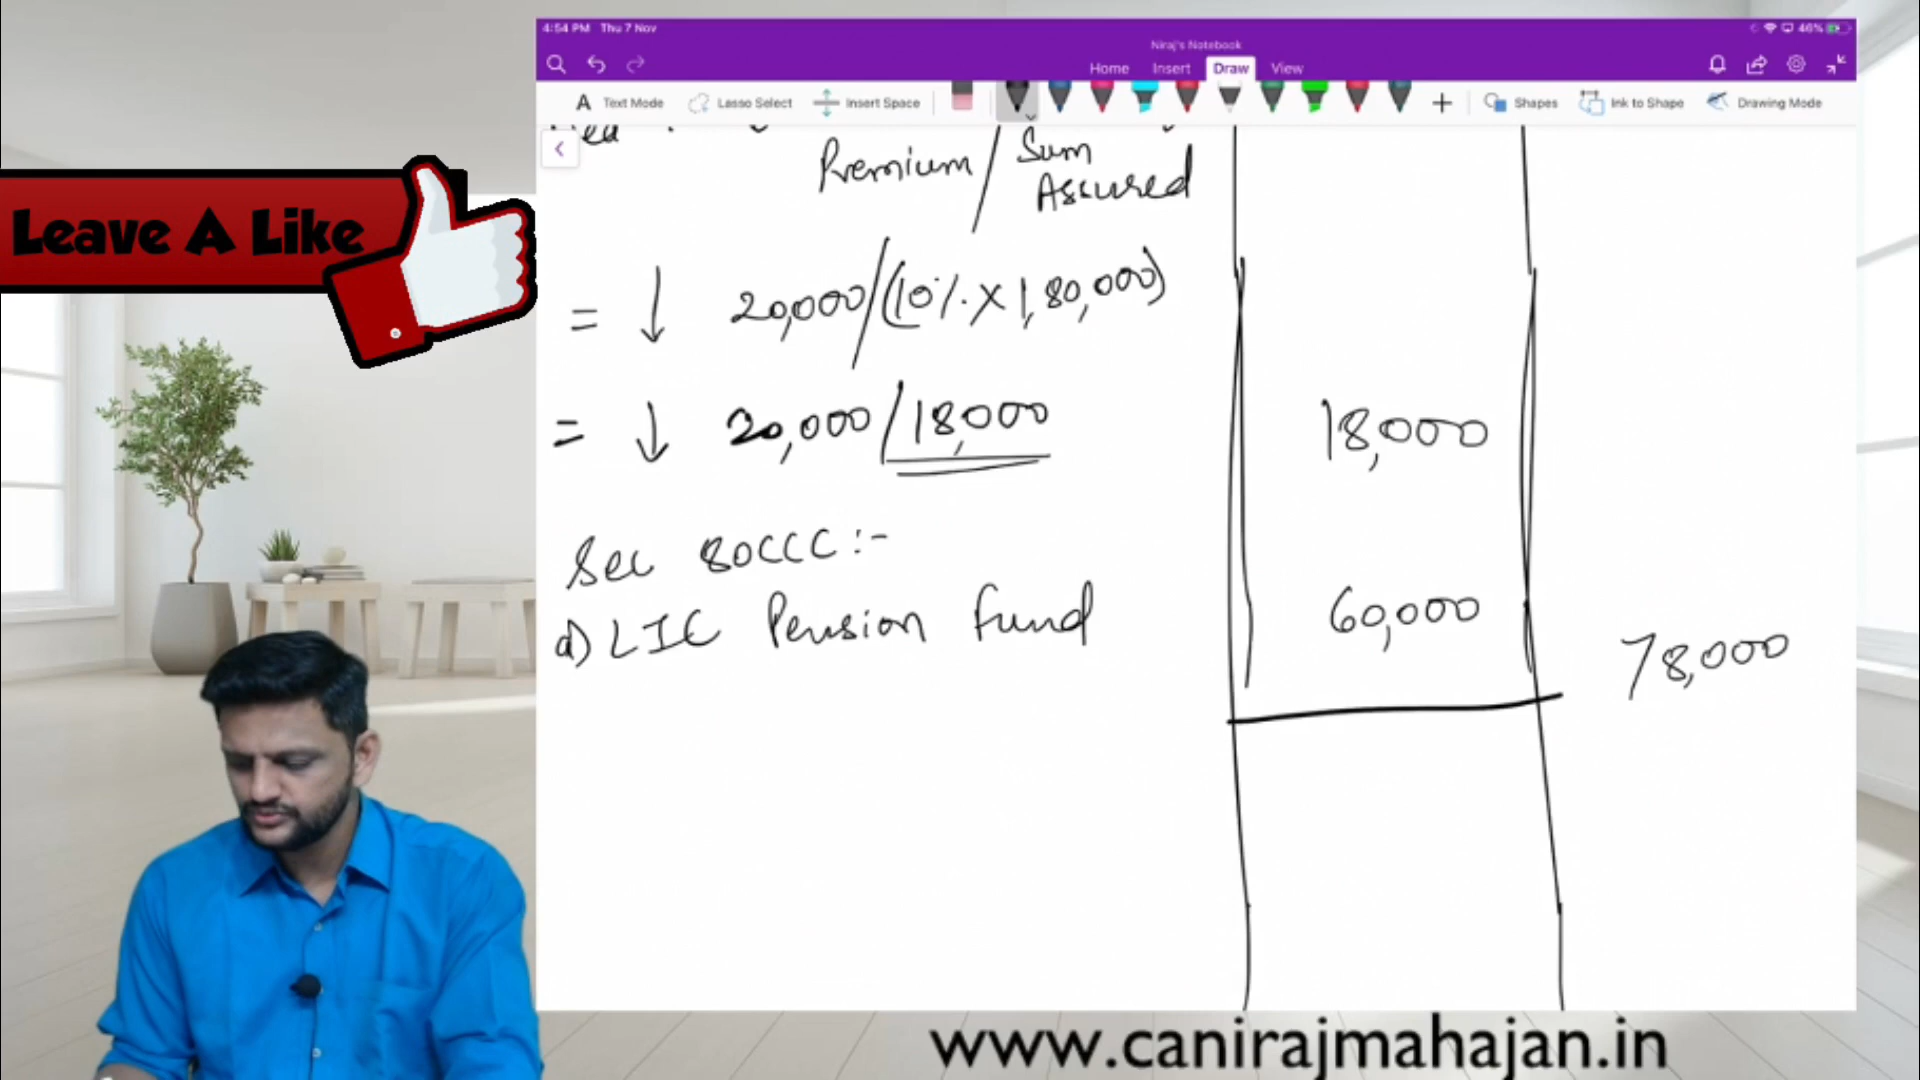 4:54 PM Thu 7 Nov
46%
Niraj's Notebook
Home Insert Draw View
Text Mode Lasso Select Insert Space Shapes Ink to Shape Drawing Mode
Leave A Like
Premium / Sum
Assured
= ↓ 20,000/(10% X 1,80,000)
= ↓ 20,000/18,000 18,000
Sec 80CCC:-
a) LIC Pension Fund 60,000 78,000
www.canirajmahajan.in